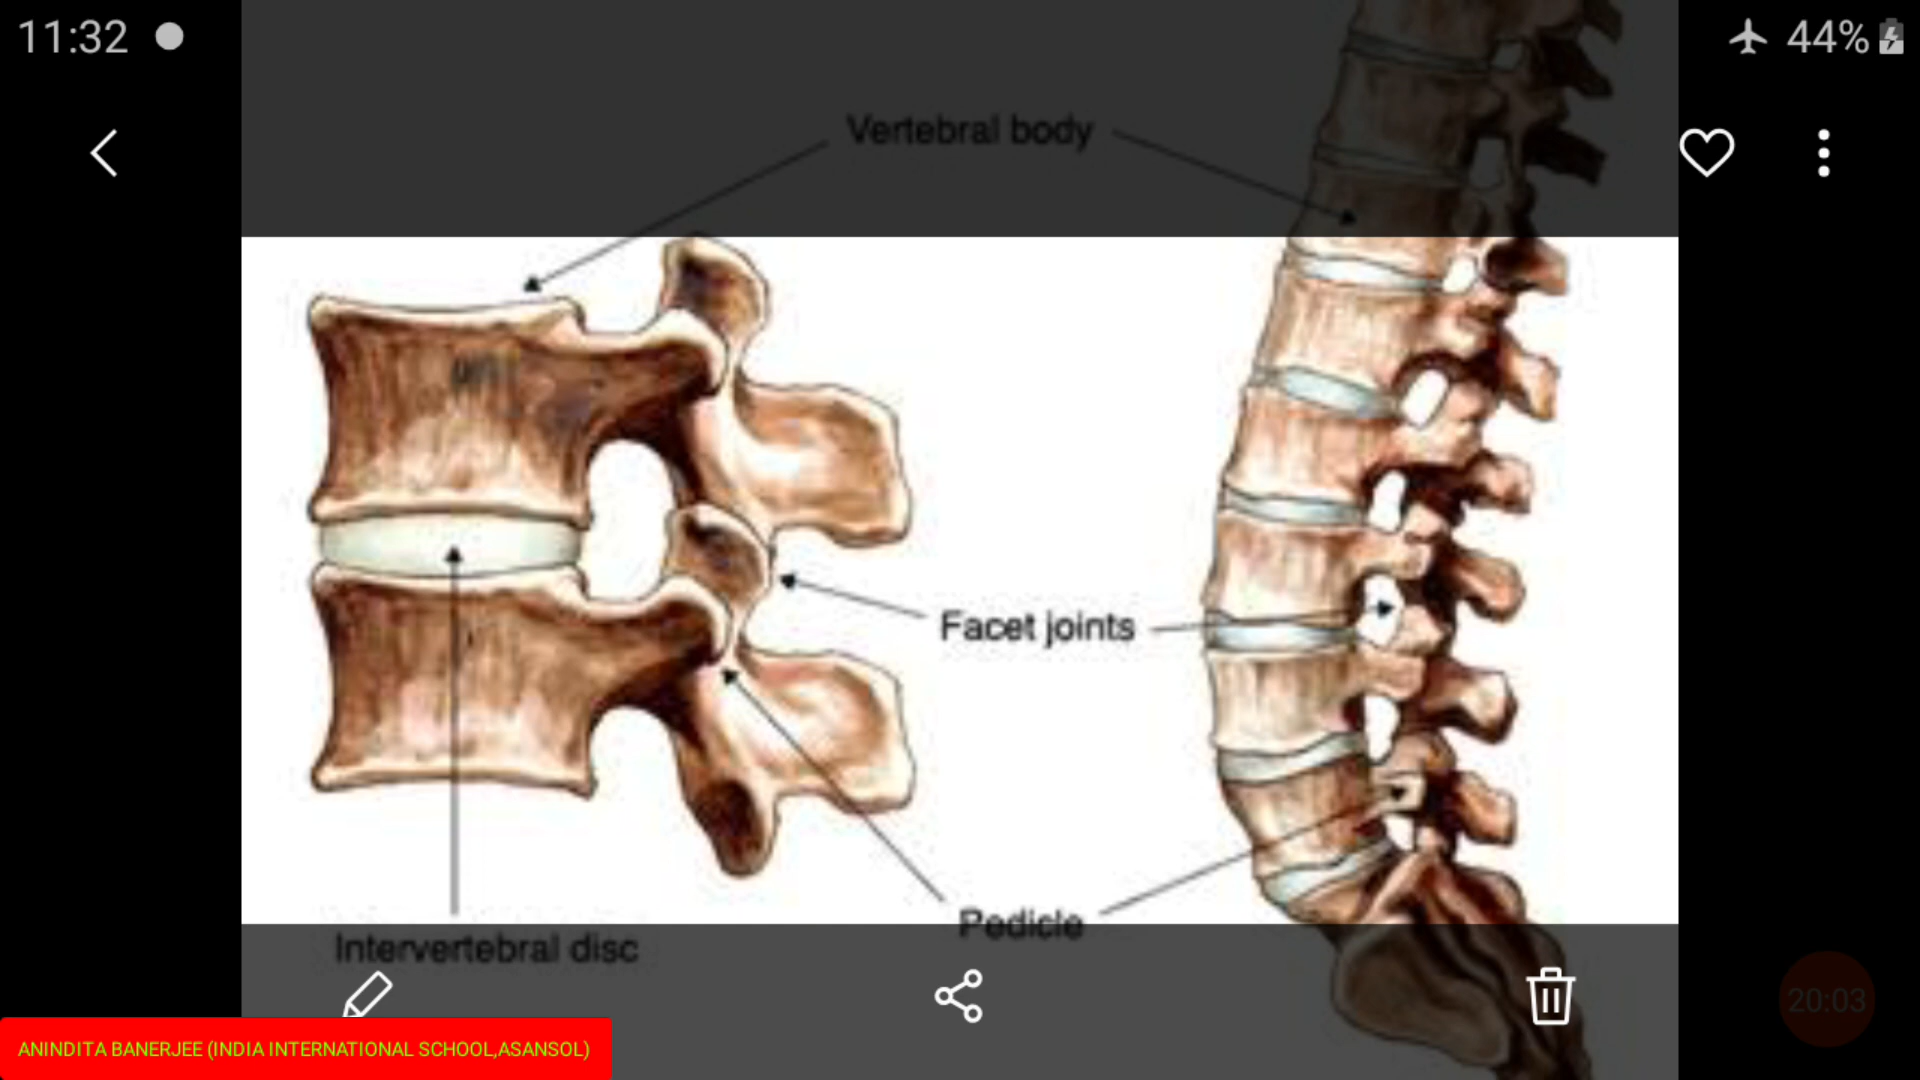 11:32
44%
Vertebral body
Facet joints
Pedicle
Intervertebral disc
20:03
ANINDITA BANERJEE (INDIA INTERNATIONAL SCHOOL,ASANSOL)